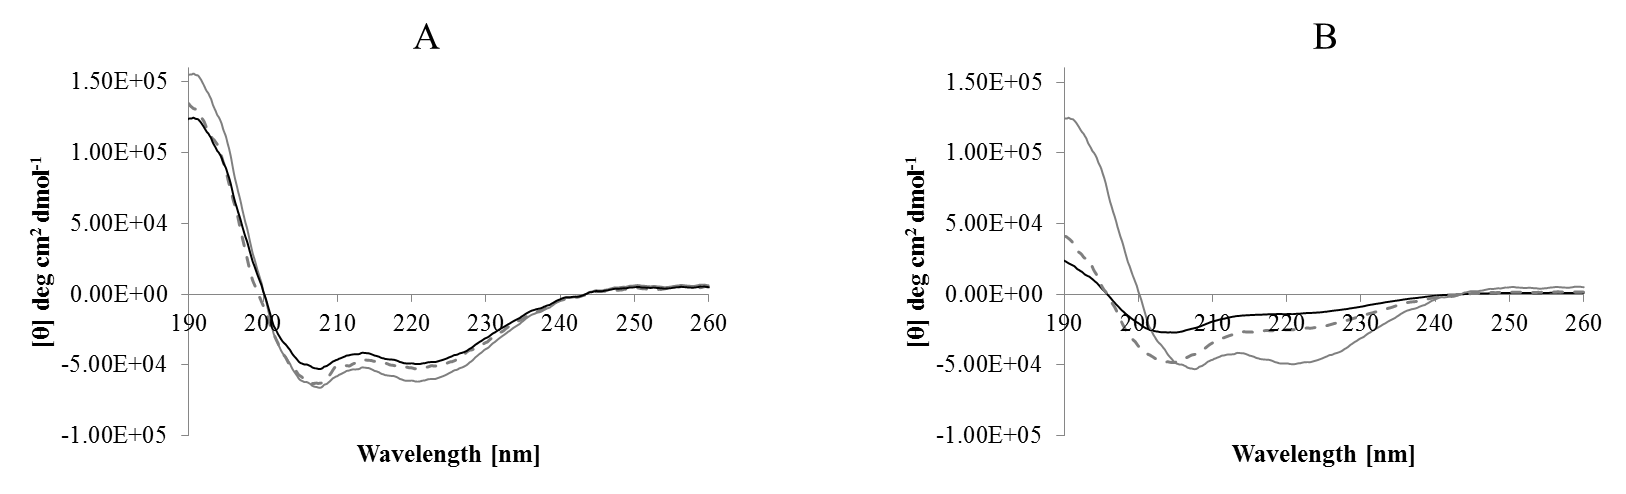 A
B
1.50E+05
1.00E+05
5.00E+04
0.00E+00
-5.00E+04
-1.00E+05
190 200 210 220 230 240 250 260
[θ] deg cm² dmol⁻¹
Wavelength [nm]
1.50E+05
1.00E+05
5.00E+04
0.00E+00
-5.00E+04
-1.00E+05
190 200 210 220 230 240 250 260
[θ] deg cm² dmol⁻¹
Wavelength [nm]